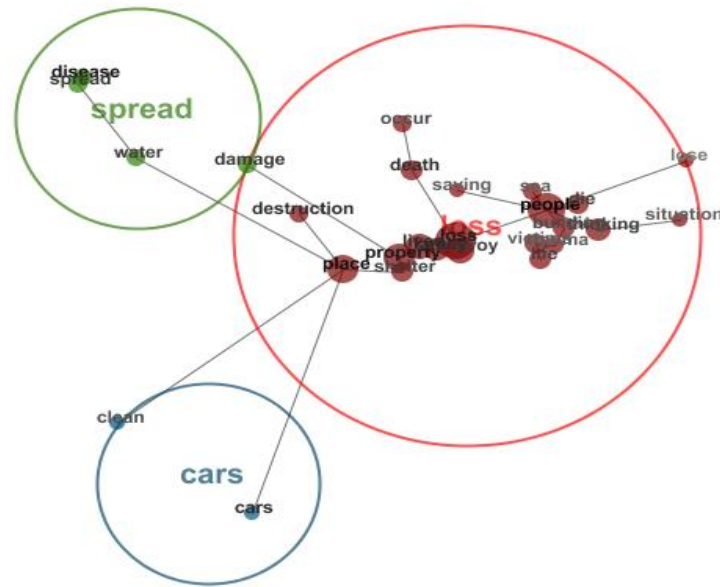 disease
spread
spread
water
damage
occur
death
saving
sea
lose
die
people
destruction
situation
thinking
loss
loss
property
place
shelter
clean
cars
cars